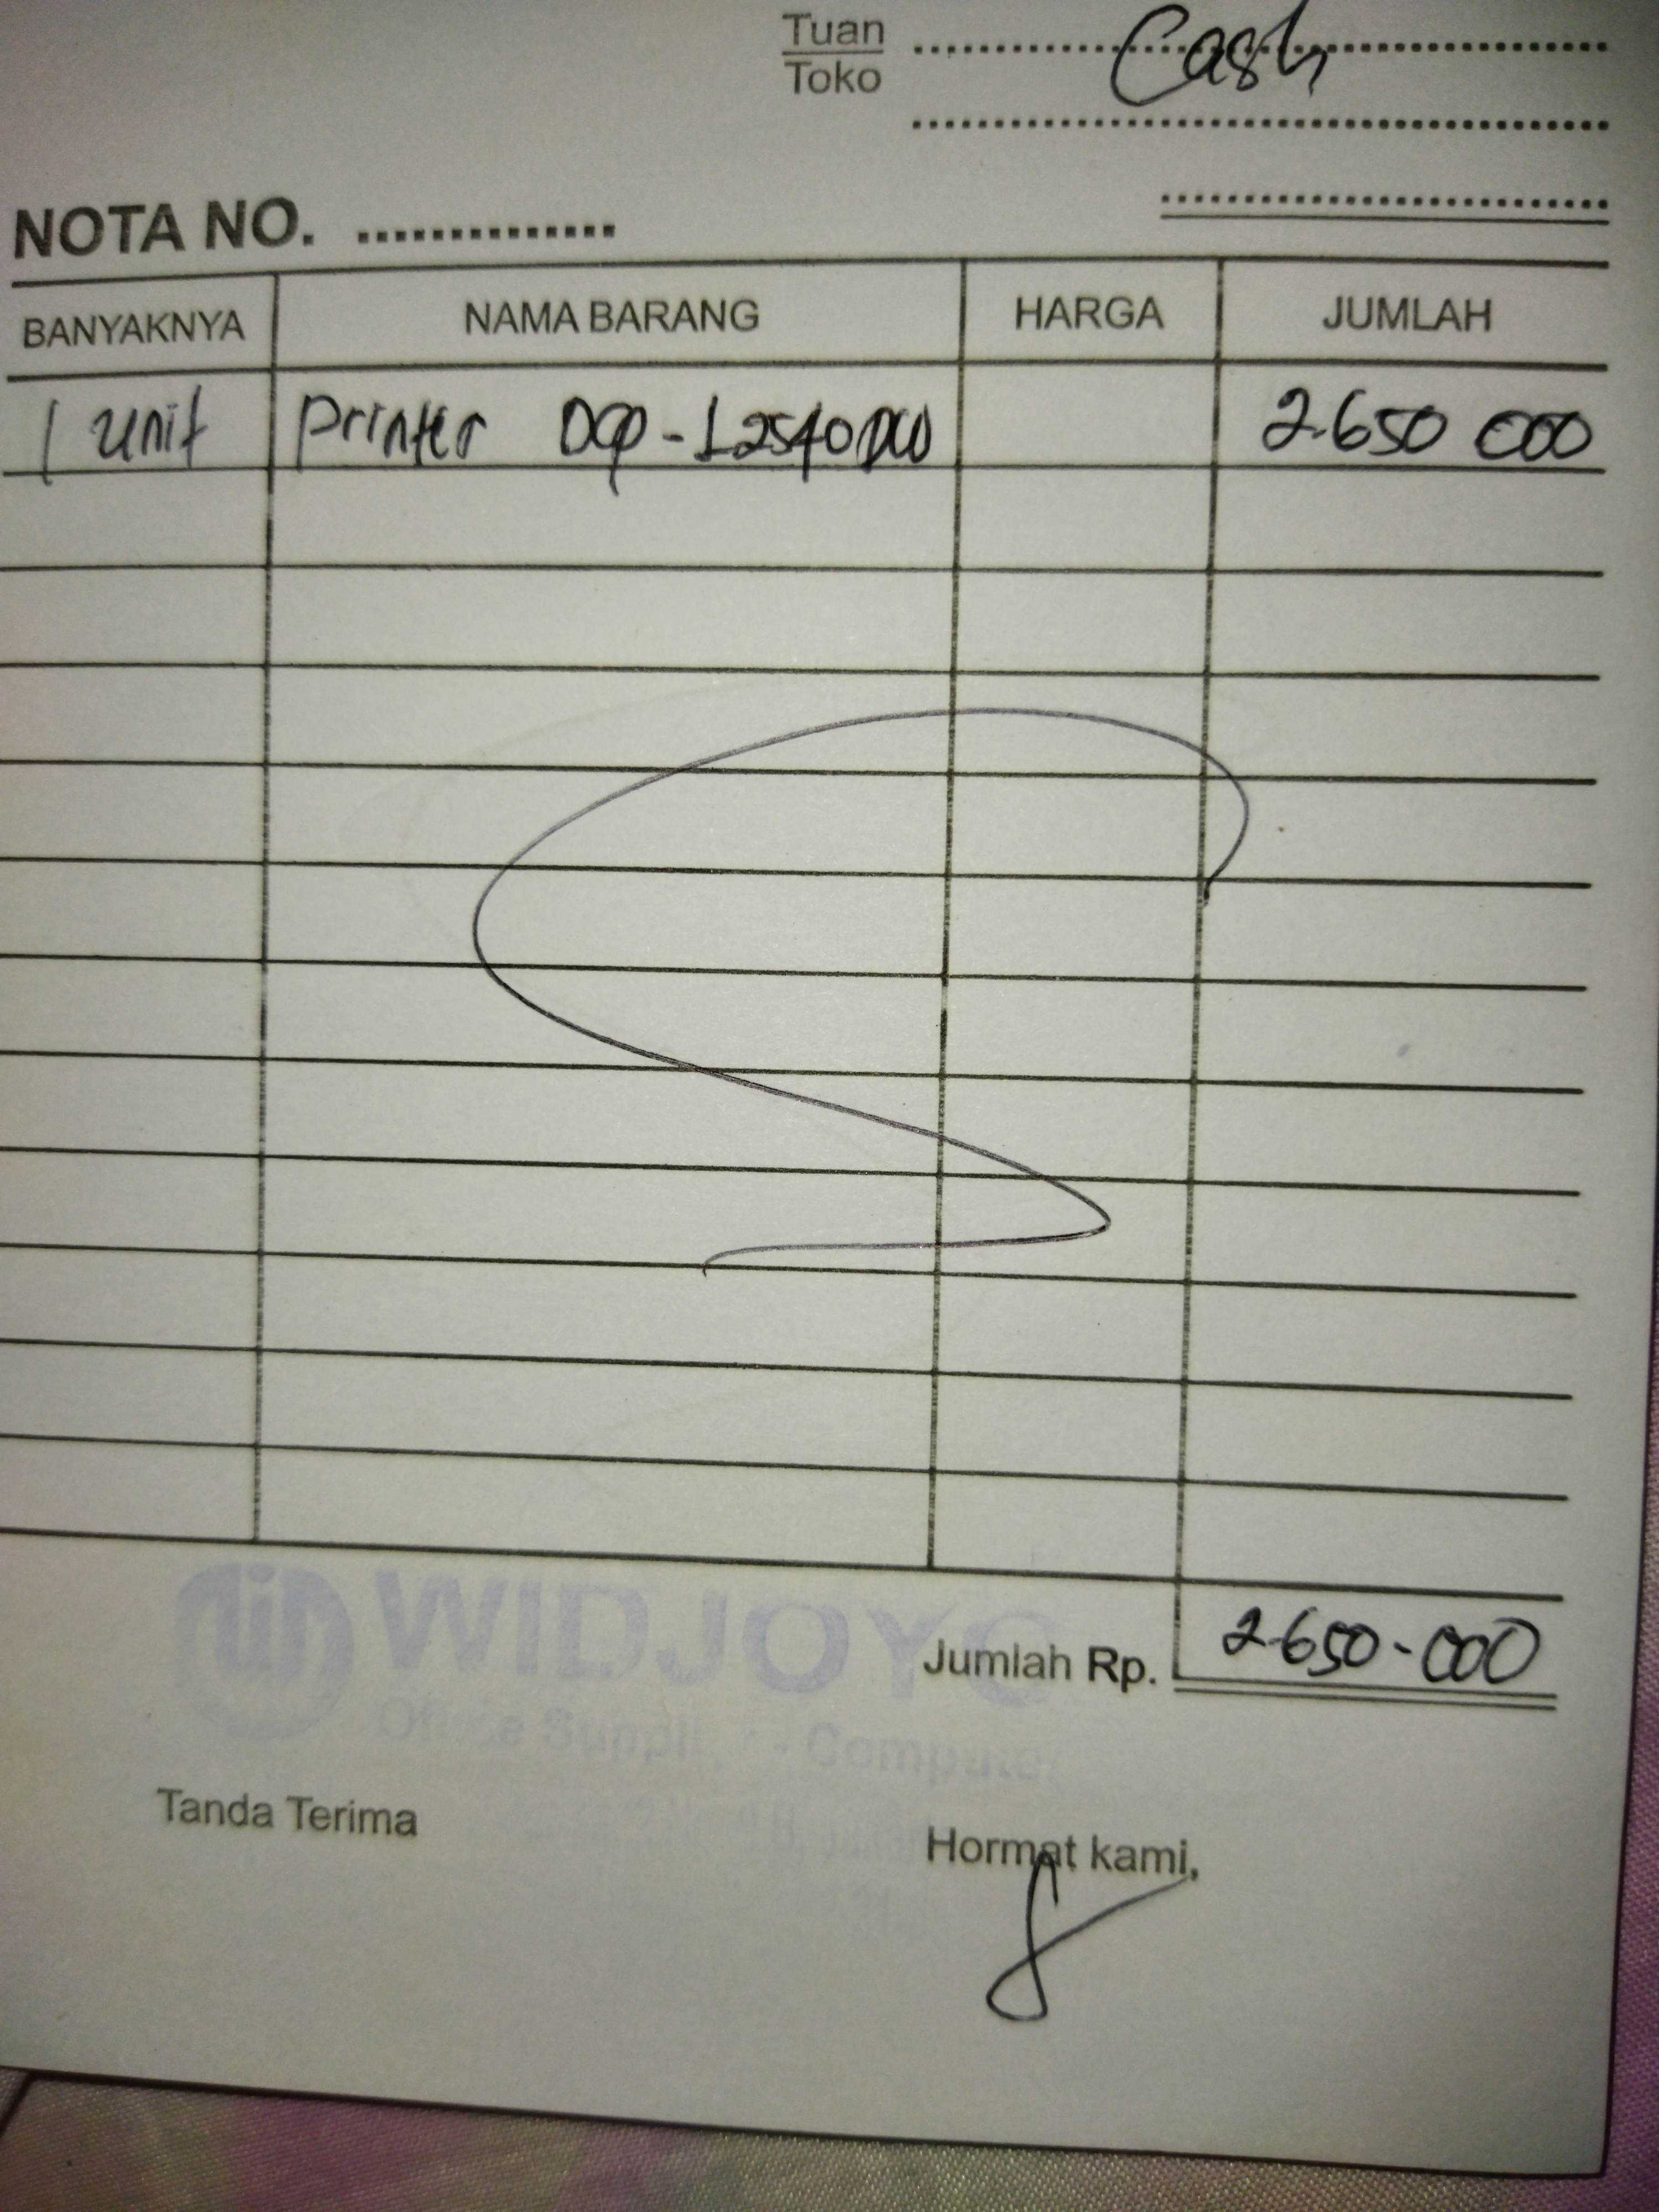 Tuan
Toko
Cash
NOTA NO. ...............
BANYAKNYA NAMA BARANG HARGA JUMLAH
1 unit Printer DCP-L2540DW 2.650 000
WIDJOYO
Jumlah Rp. 2.650.000
Office - Computer
Tanda Terima
Hormat kami,